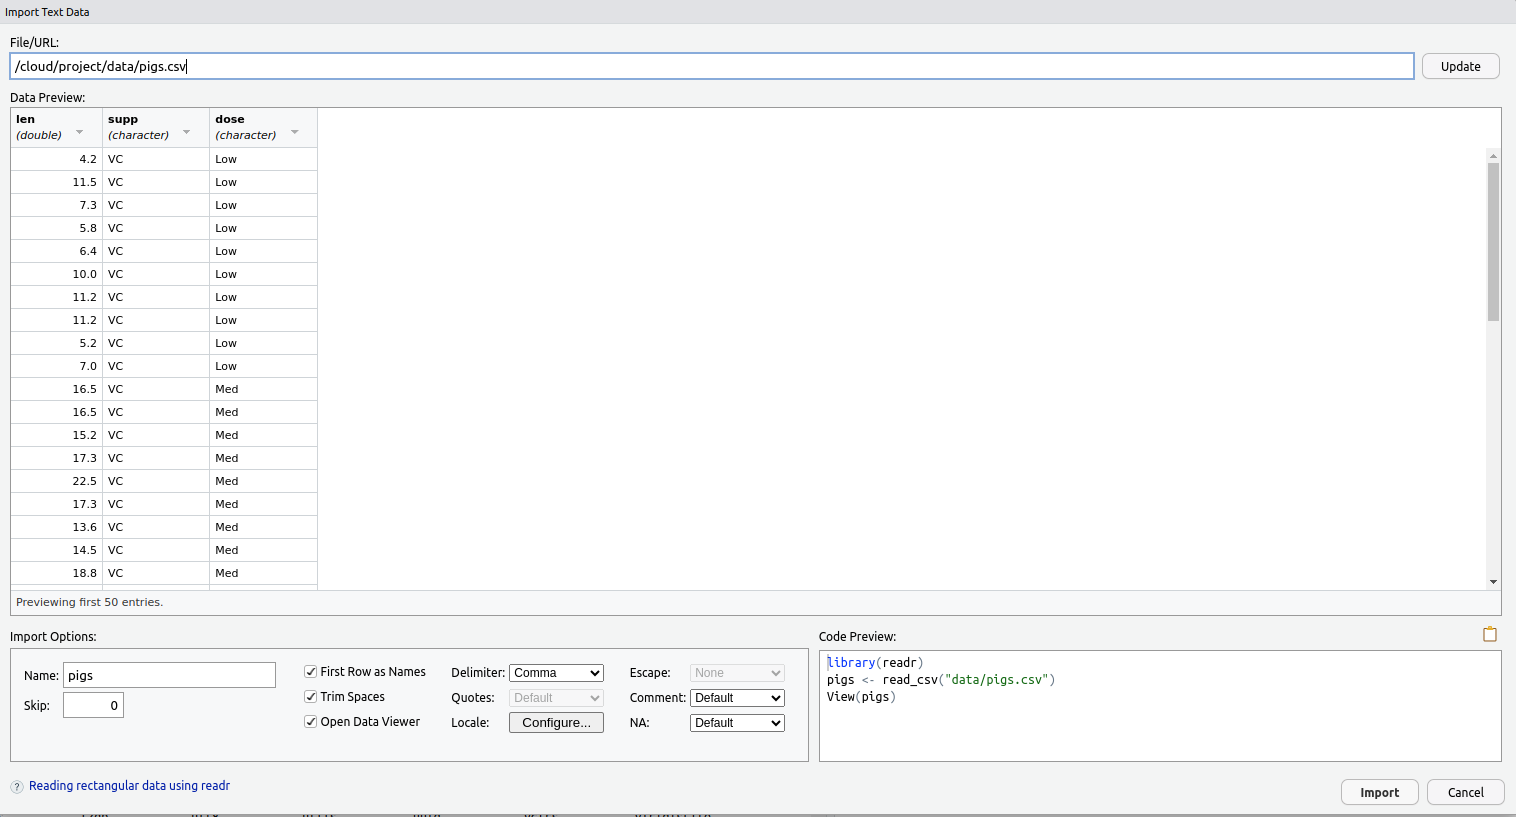 Import Text Data
File/URL:
/cloud/project/data/pigs.csv
Update
Data Preview:
len supp dose
(double) (character) (character)
4.2 VC Low
11.5 VC Low
7.3 VC Low
5.8 VC Low
6.4 VC Low
10.0 VC Low
11.2 VC Low
11.2 VC Low
5.2 VC Low
7.0 VC Low
16.5 VC Med
16.5 VC Med
15.2 VC Med
17.3 VC Med
22.5 VC Med
17.3 VC Med
13.6 VC Med
14.5 VC Med
18.8 VC Med
Previewing first 50 entries.
Import Options:
Name: pigs
Skip: 0
First Row as Names
Trim Spaces
Open Data Viewer
Delimiter: Comma
Quotes: Default
Locale: Configure...
Escape: None
Comment: Default
NA: Default
Code Preview:
library(readr)
pigs <- read_csv("data/pigs.csv")
View(pigs)
? Reading rectangular data using readr
Import
Cancel